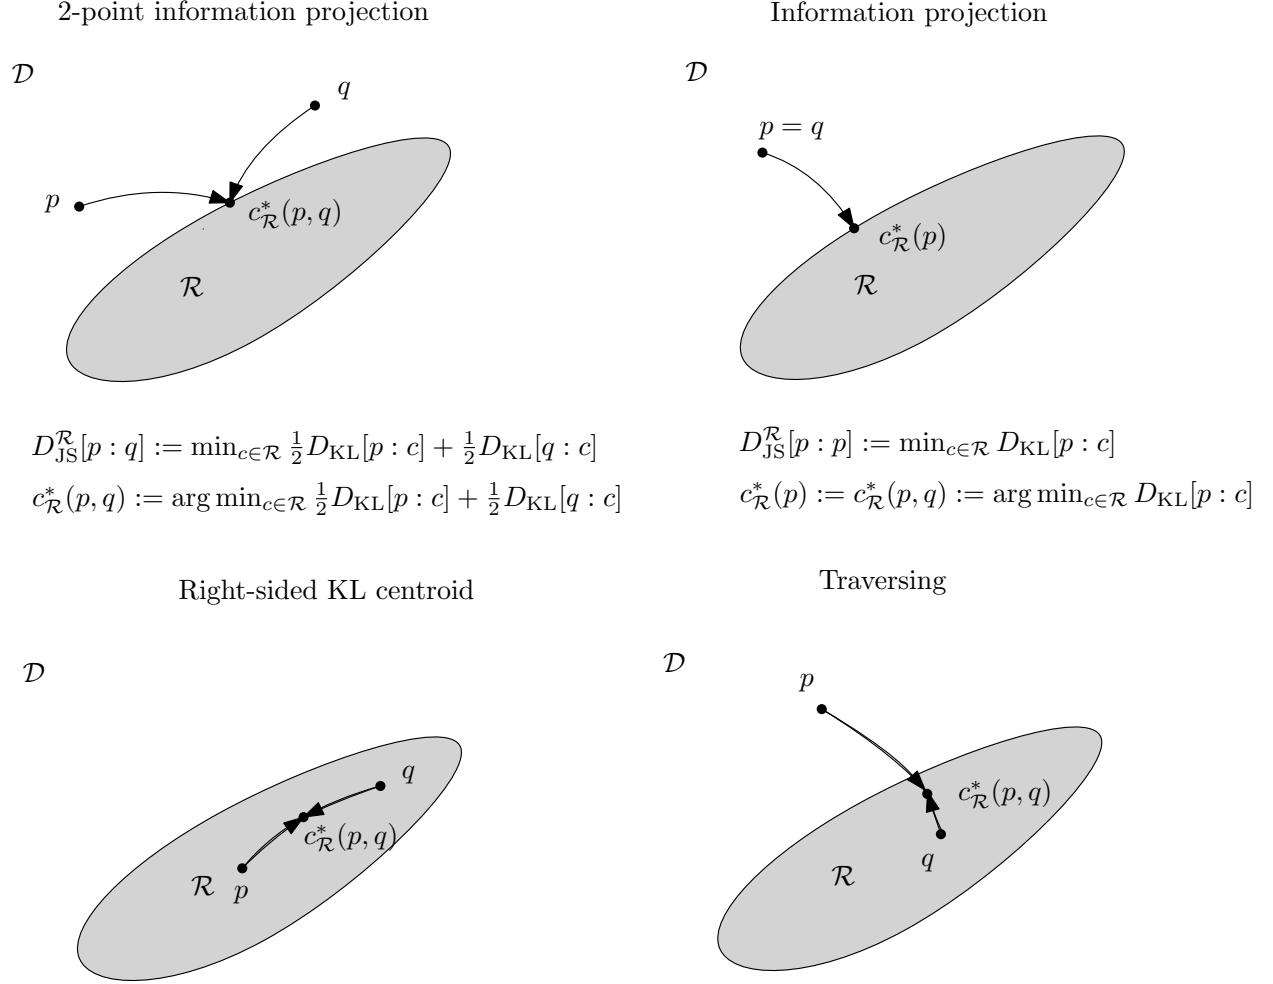 2-point information projection
Information projection
𝒟
𝒟
q
p = q
p
c*_ℛ(p, q)
c*_ℛ(p)
ℛ
ℛ
D^ℛ_JS[p : q] := min_{c∈ℛ} ½D_KL[p : c] + ½D_KL[q : c]
D^ℛ_JS[p : p] := min_{c∈ℛ} D_KL[p : c]
c*_ℛ(p, q) := arg min_{c∈ℛ} ½D_KL[p : c] + ½D_KL[q : c]
c*_ℛ(p) := c*_ℛ(p, q) := arg min_{c∈ℛ} D_KL[p : c]
Right-sided KL centroid
Traversing
𝒟
𝒟
p
q
c*_ℛ(p, q)
c*_ℛ(p, q)
q
ℛ
p
ℛ